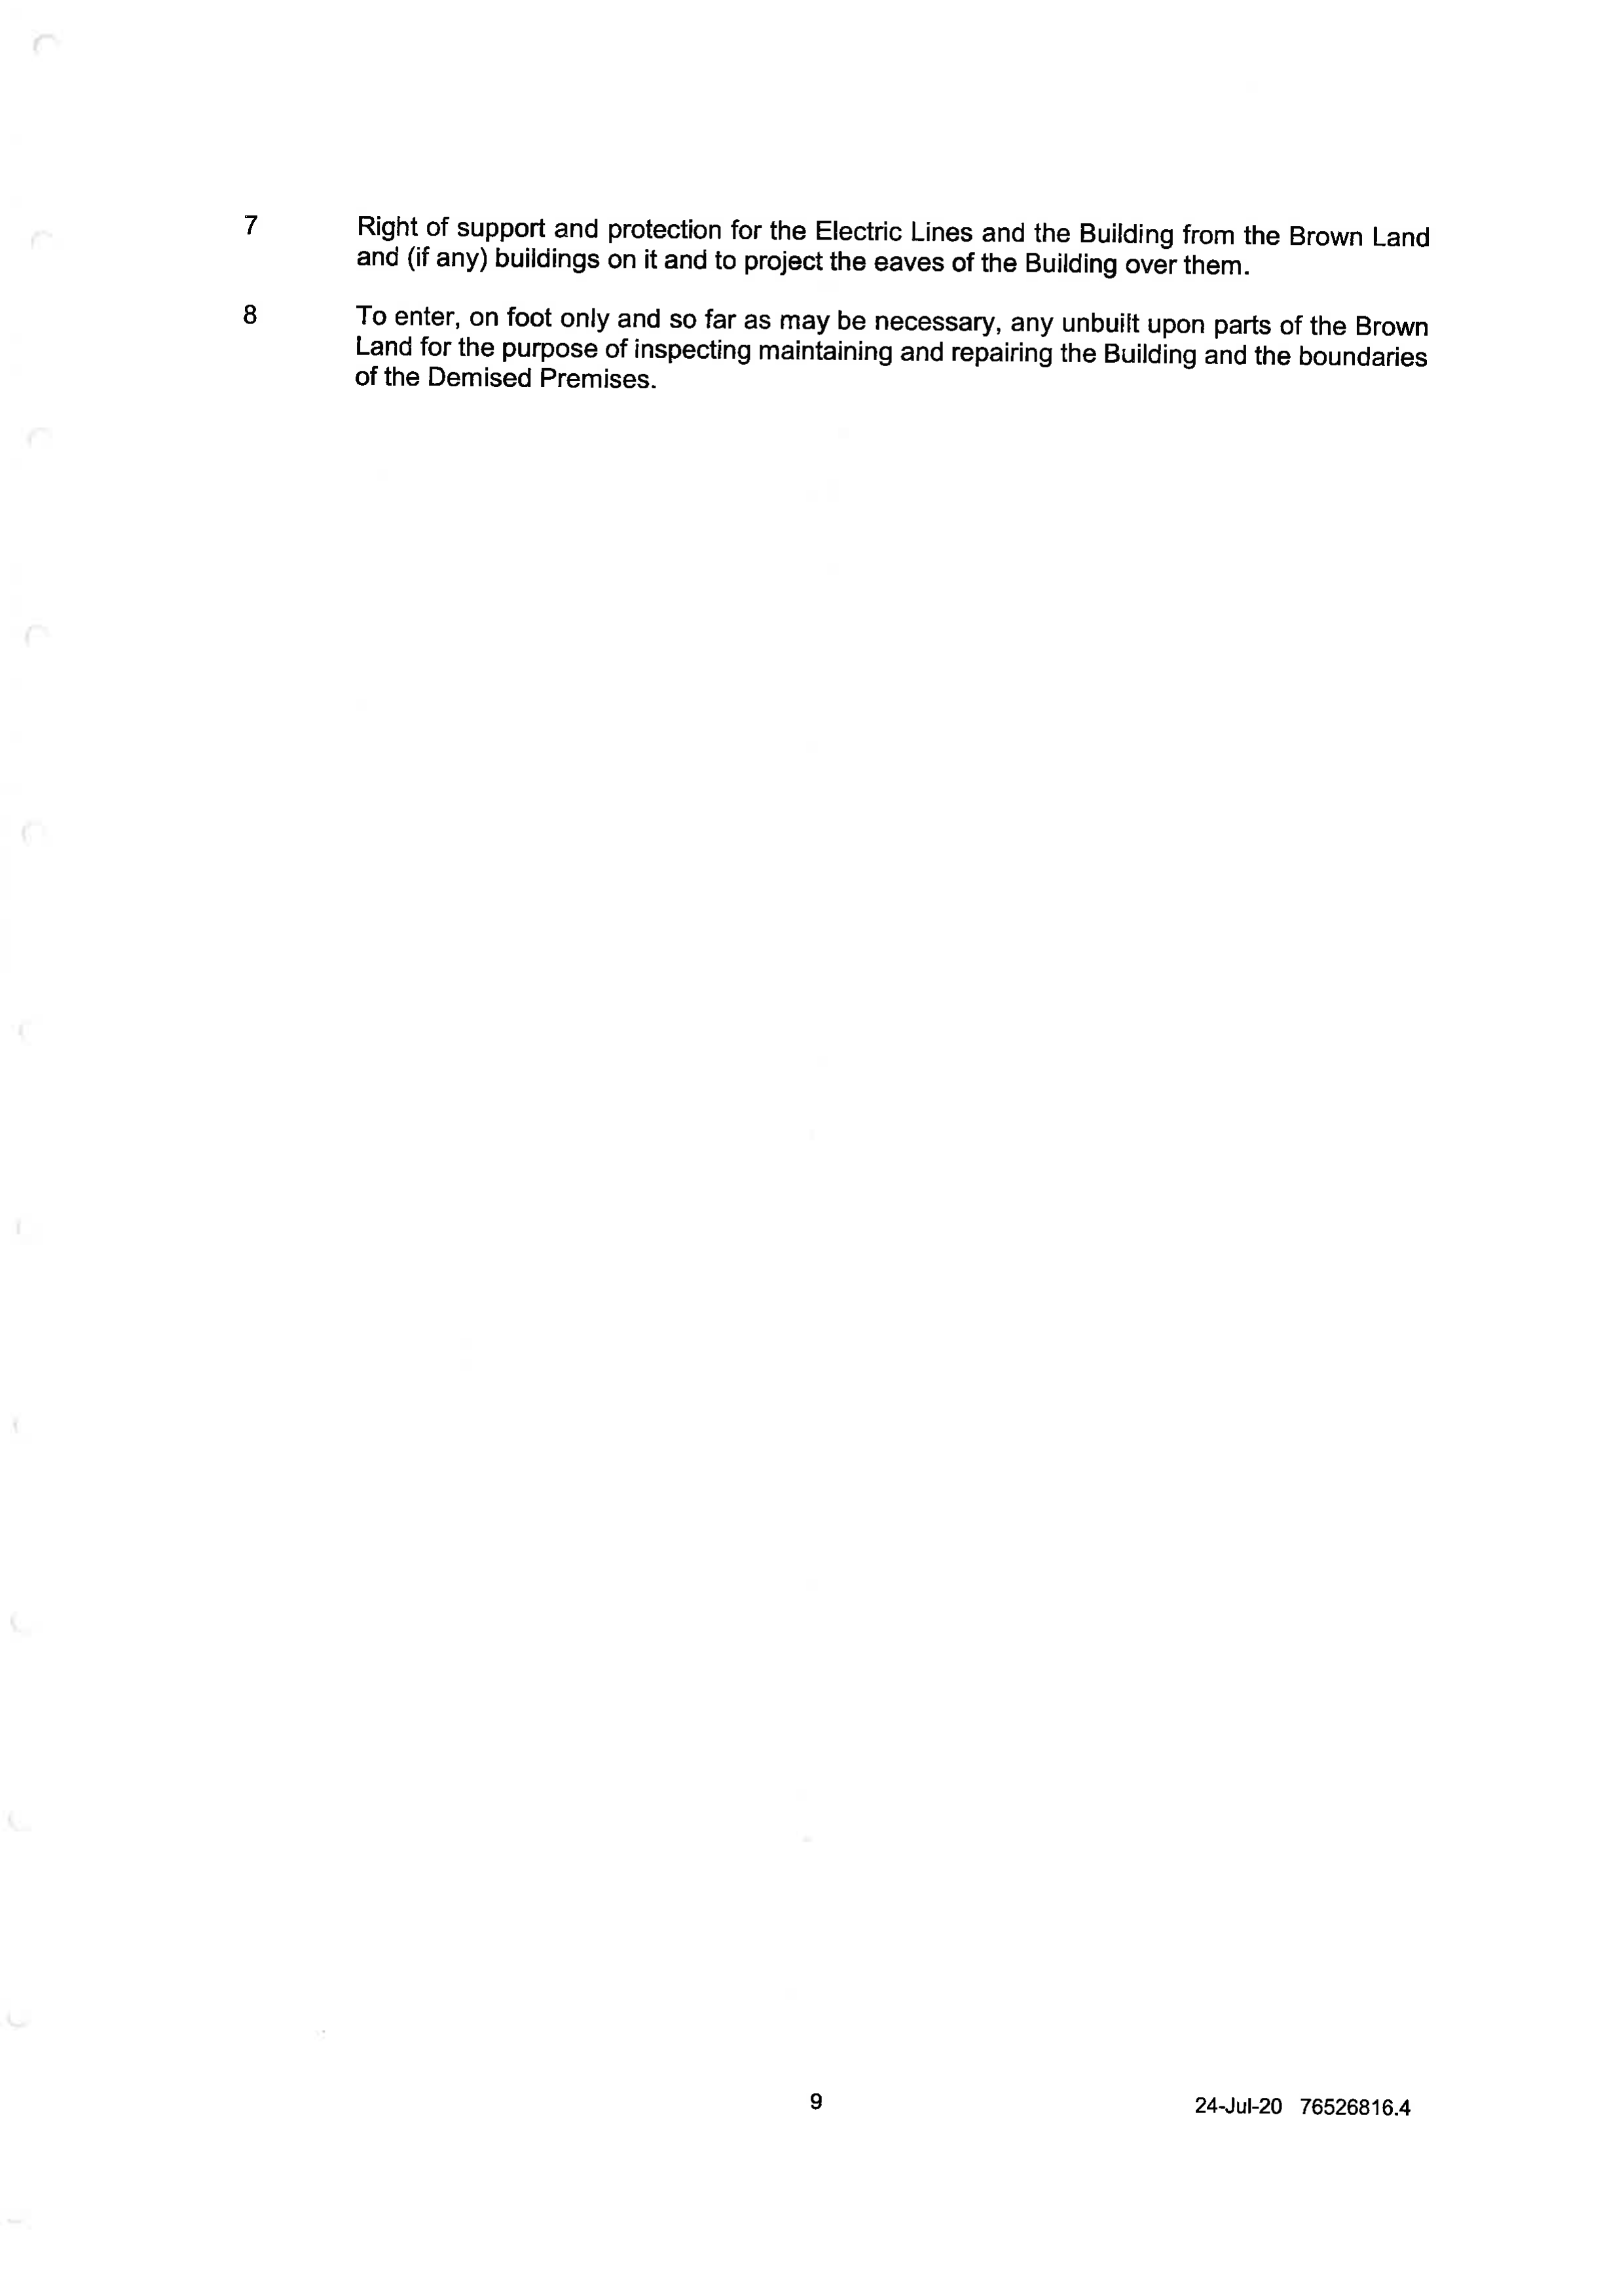 7 Right of support and protection for the Electric Lines and the Building from the Brown Land
and (if any) buildings on it and to project the eaves of the Building over them.
8 To enter, on foot only and so far as may be necessary, any unbuilt upon parts of the Brown
Land for the purpose of inspecting maintaining and repairing the Building and the boundaries
of the Demised Premises.
9 24-Jul-20 76526816.4